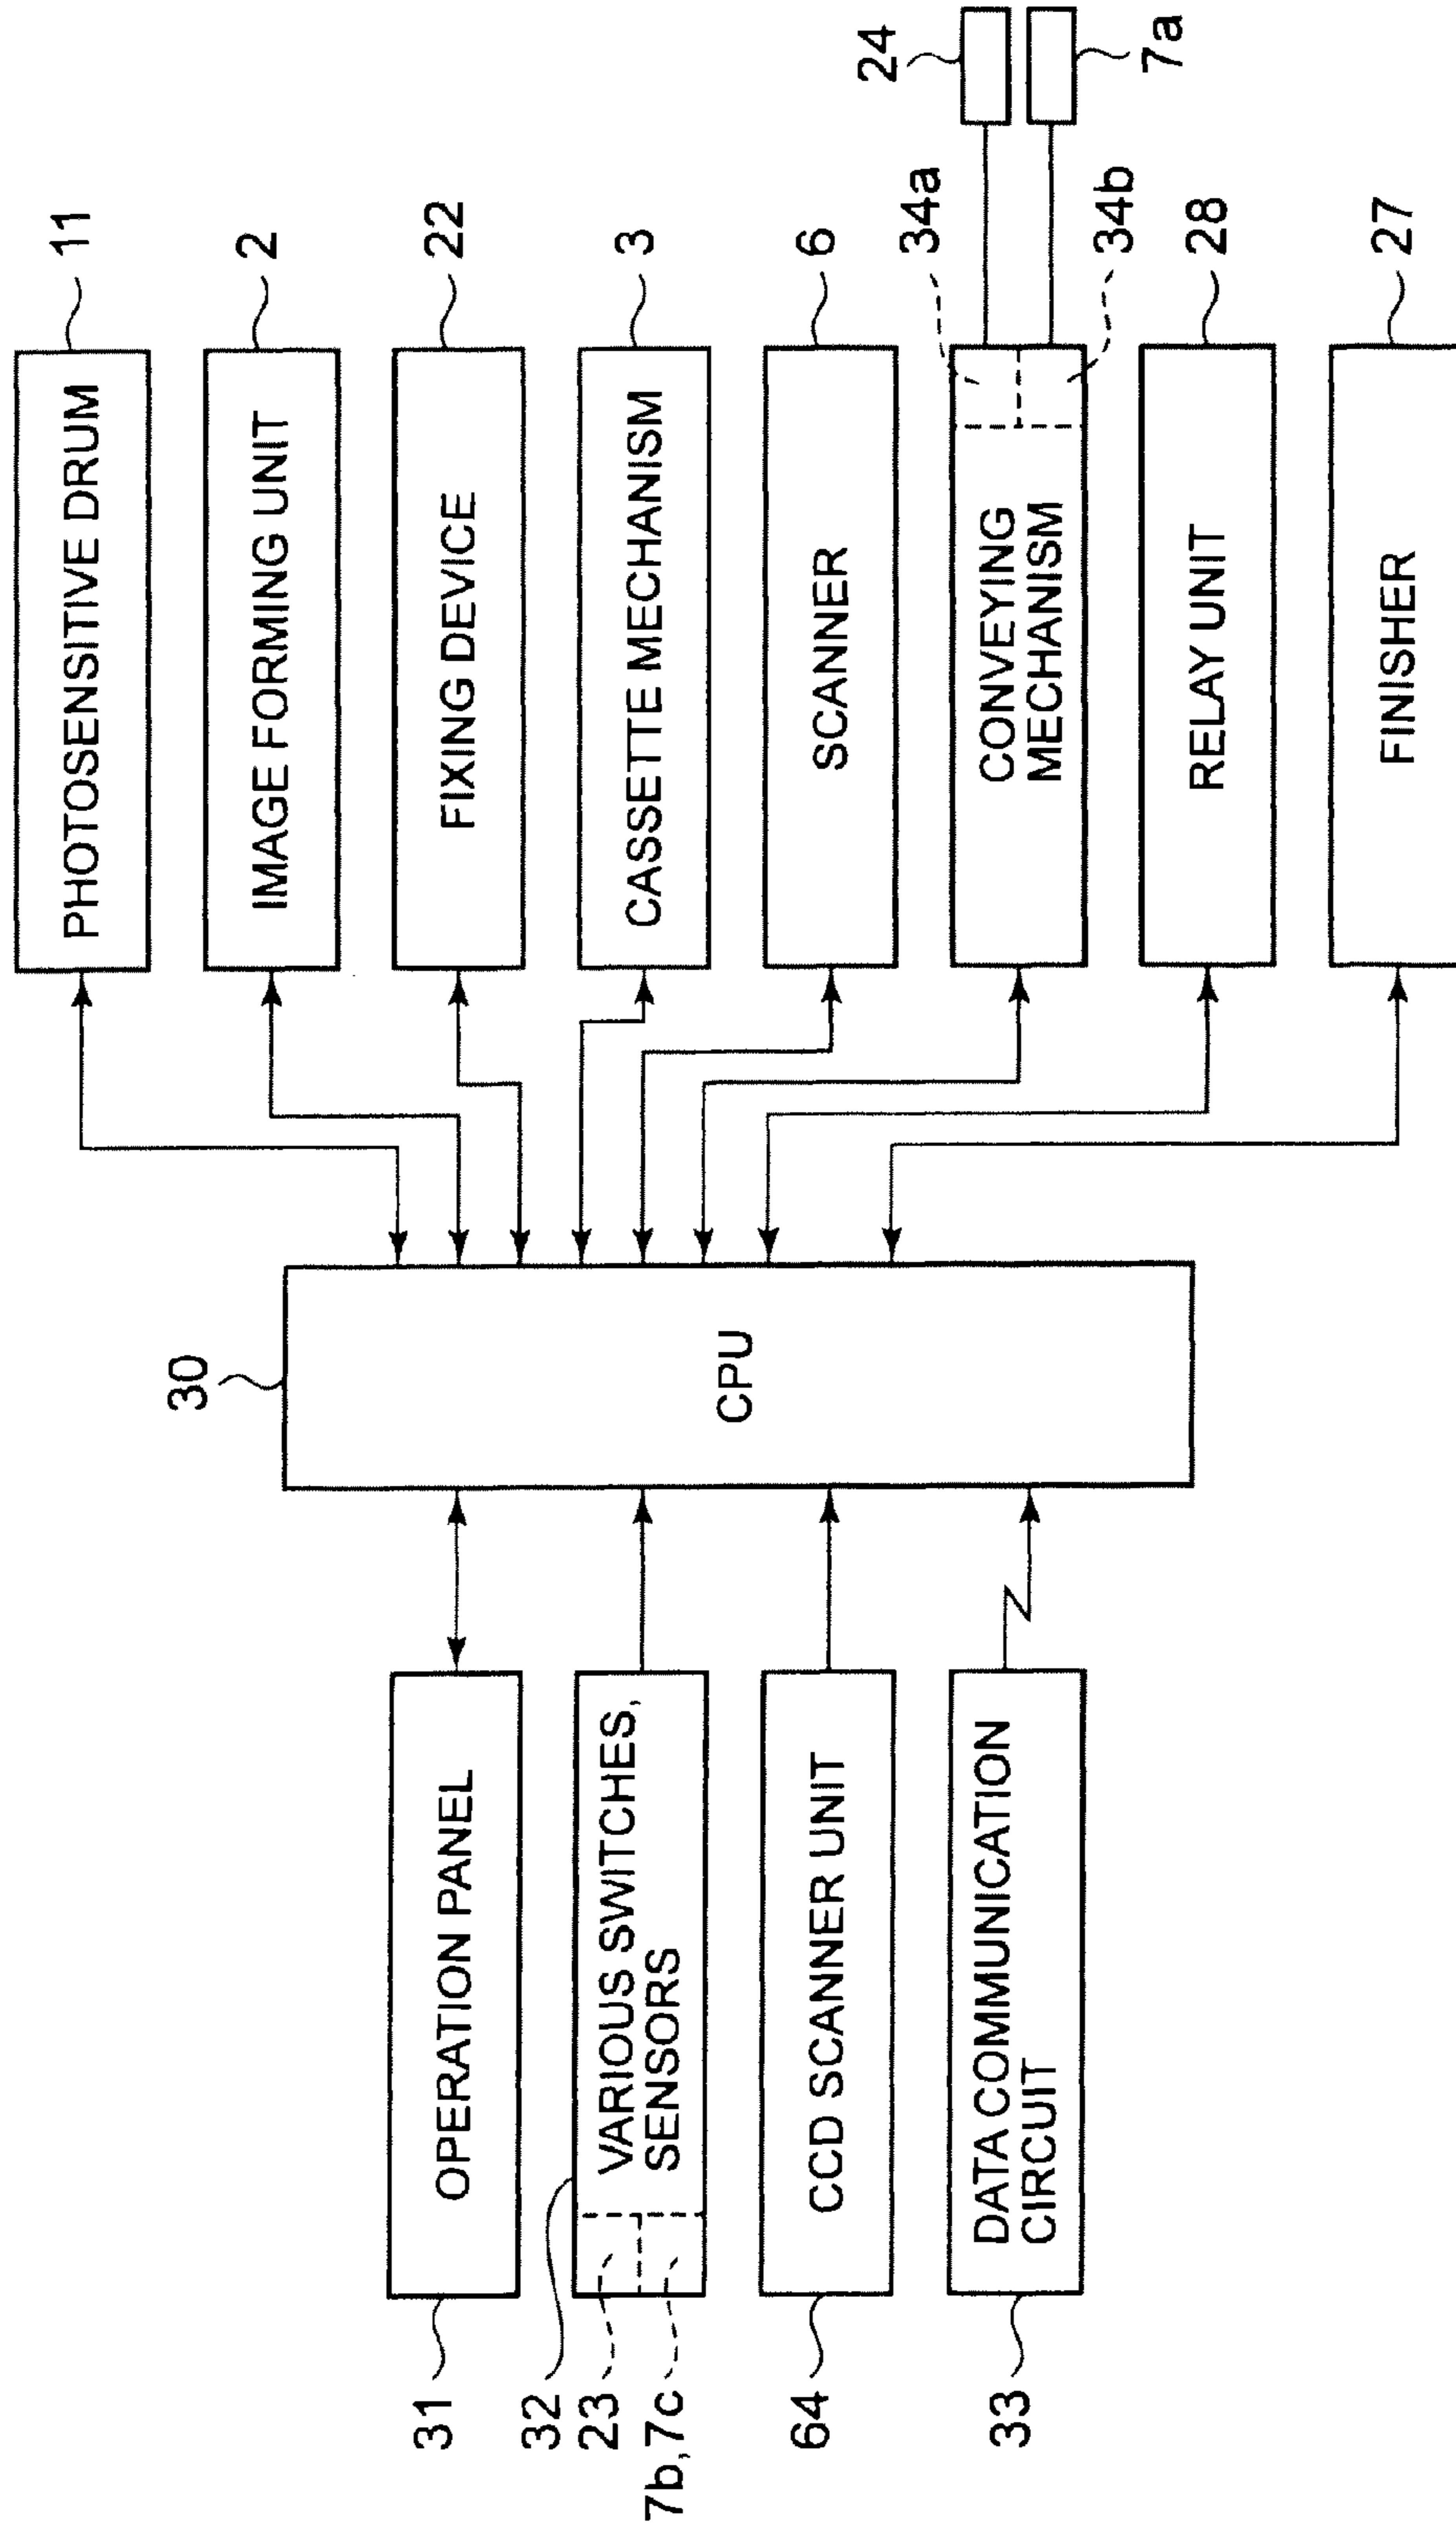 31
OPERATION PANEL
32
23
7b,7c
VARIOUS SWITCHES,
SENSORS
64
CCD SCANNER UNIT
33
DATA COMMUNICATION
CIRCUIT
30
CPU
PHOTOSENSITIVE DRUM
11
IMAGE FORMING UNIT
2
FIXING DEVICE
22
CASSETTE MECHANISM
3
SCANNER
6
CONVEYING
MECHANISM
34a
34b
24
7a
RELAY UNIT
28
FINISHER
27